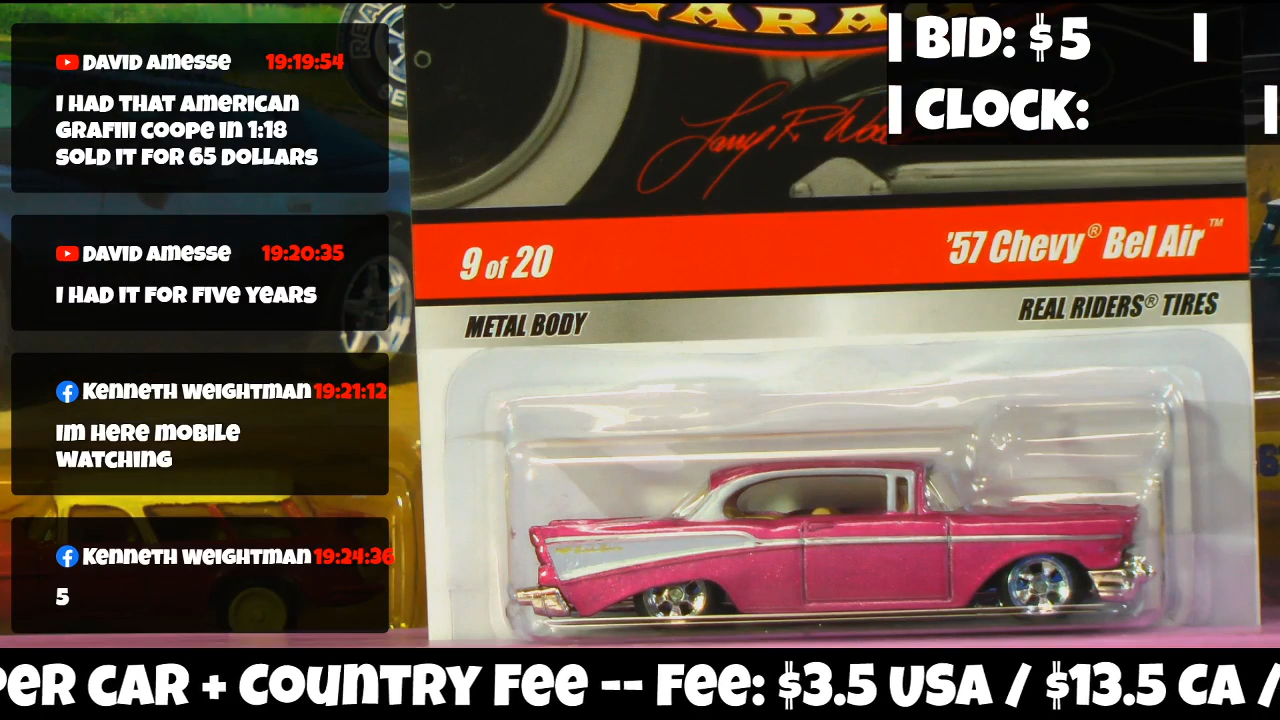 DAVID AMESSE 19:19:54
I HAD THAT AMERICAN
GRAFIII COOPE IN 1:18
SOLD IT FOR 65 DOLLARS
DAVID AMESSE 19:20:35
I HAD IT FOR FIVE YEARS
KENNETH WEIGHTMAN 19:21:12
IM HERE MOBILE
WATCHING
KENNETH WEIGHTMAN 19:24:36
5
GARAGE
| BID: $5 |
| CLOCK: |
Larry R. Wood
9 of 20
'57 Chevy® Bel Air™
METAL BODY
REAL RIDERS® TIRES
PER CAR + COUNTRY FEE -- FEE: $3.5 USA / $13.5 CA /